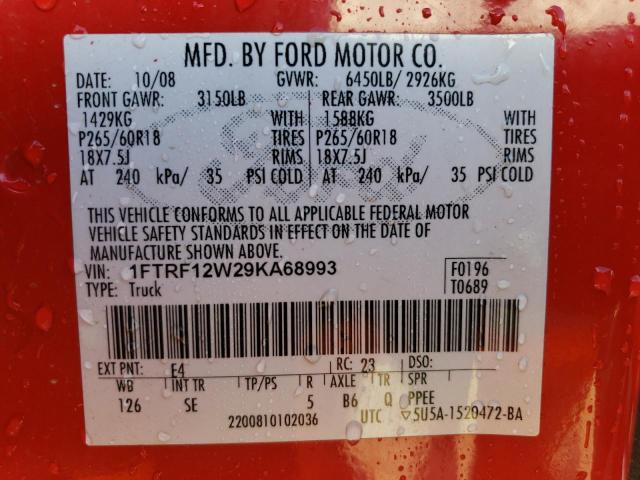 MFD. BY FORD MOTOR CO.
DATE: 10/08 GVWR: 6450LB/ 2926KG
FRONT GAWR: 3150LB REAR GAWR: 3500LB
1429KG WITH 1588KG WITH
P265/60R18 TIRES P265/60R18 TIRES
18X7.5J RIMS 18X7.5J RIMS
AT 240 kPa/ 35 PSI COLD AT 240 kPa/ 35 PSI COLD
THIS VEHICLE CONFORMS TO ALL APPLICABLE FEDERAL MOTOR
VEHICLE SAFETY STANDARDS IN EFFECT ON THE DATE OF
MANUFACTURE SHOWN ABOVE.
VIN: 1FTRF12W29KA68993 F0196
TYPE: Truck T0689
EXT PNT: E4 RC: 23 DSO:
WB INT TR TP/PS R AXLE TR SPR
126 SE 5 B6 Q PPEE
2200810102036 UTC ▽5U5A-1520472-BA